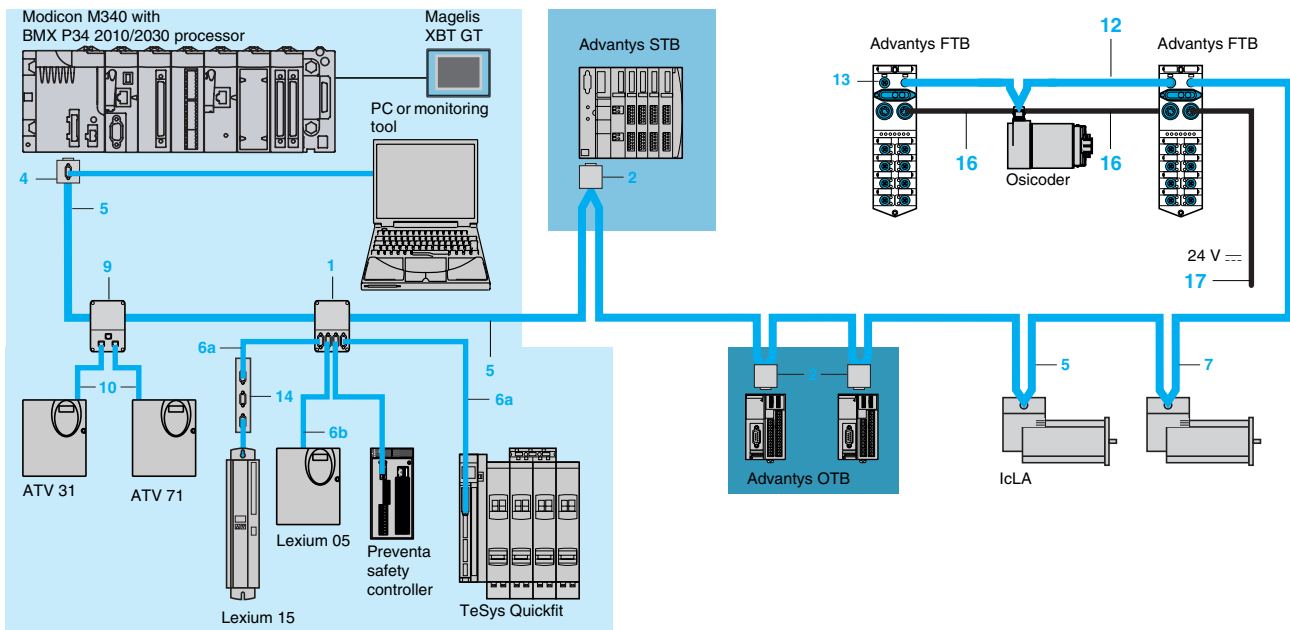 Modicon M340 with
BMX P34 2010/2030 processor
Magelis
XBT GT
PC or monitoring
tool
4
5
9
1
6a
10
14
6b
5
6a
ATV 31
ATV 71
Lexium 15
Lexium 05
Preventa
safety
controller
TeSys Quickfit
Advantys STB
2
Advantys FTB
12
Advantys FTB
13
16
16
Osicoder
24 V
17
2
Advantys OTB
5
7
IcLA